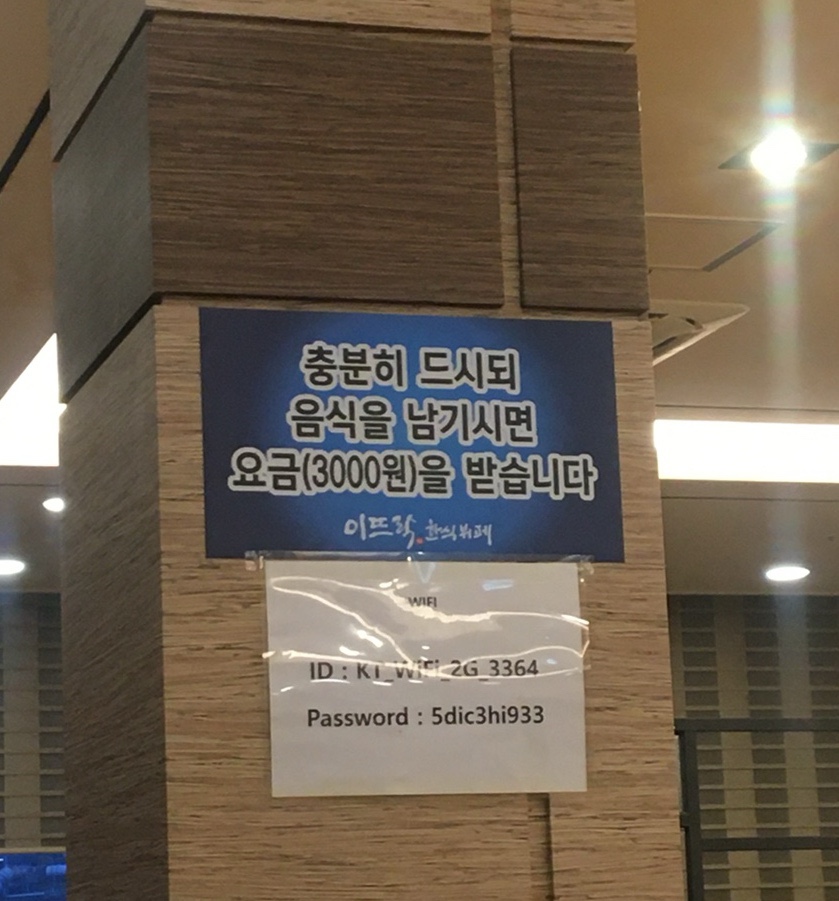 충분히 드시되
음식을 남기시면
요금(3000원)을 받습니다
이뜨락 한식뷔페
WIFI
ID : KT_WiFi_2G_3364
Password : 5dic3hi933